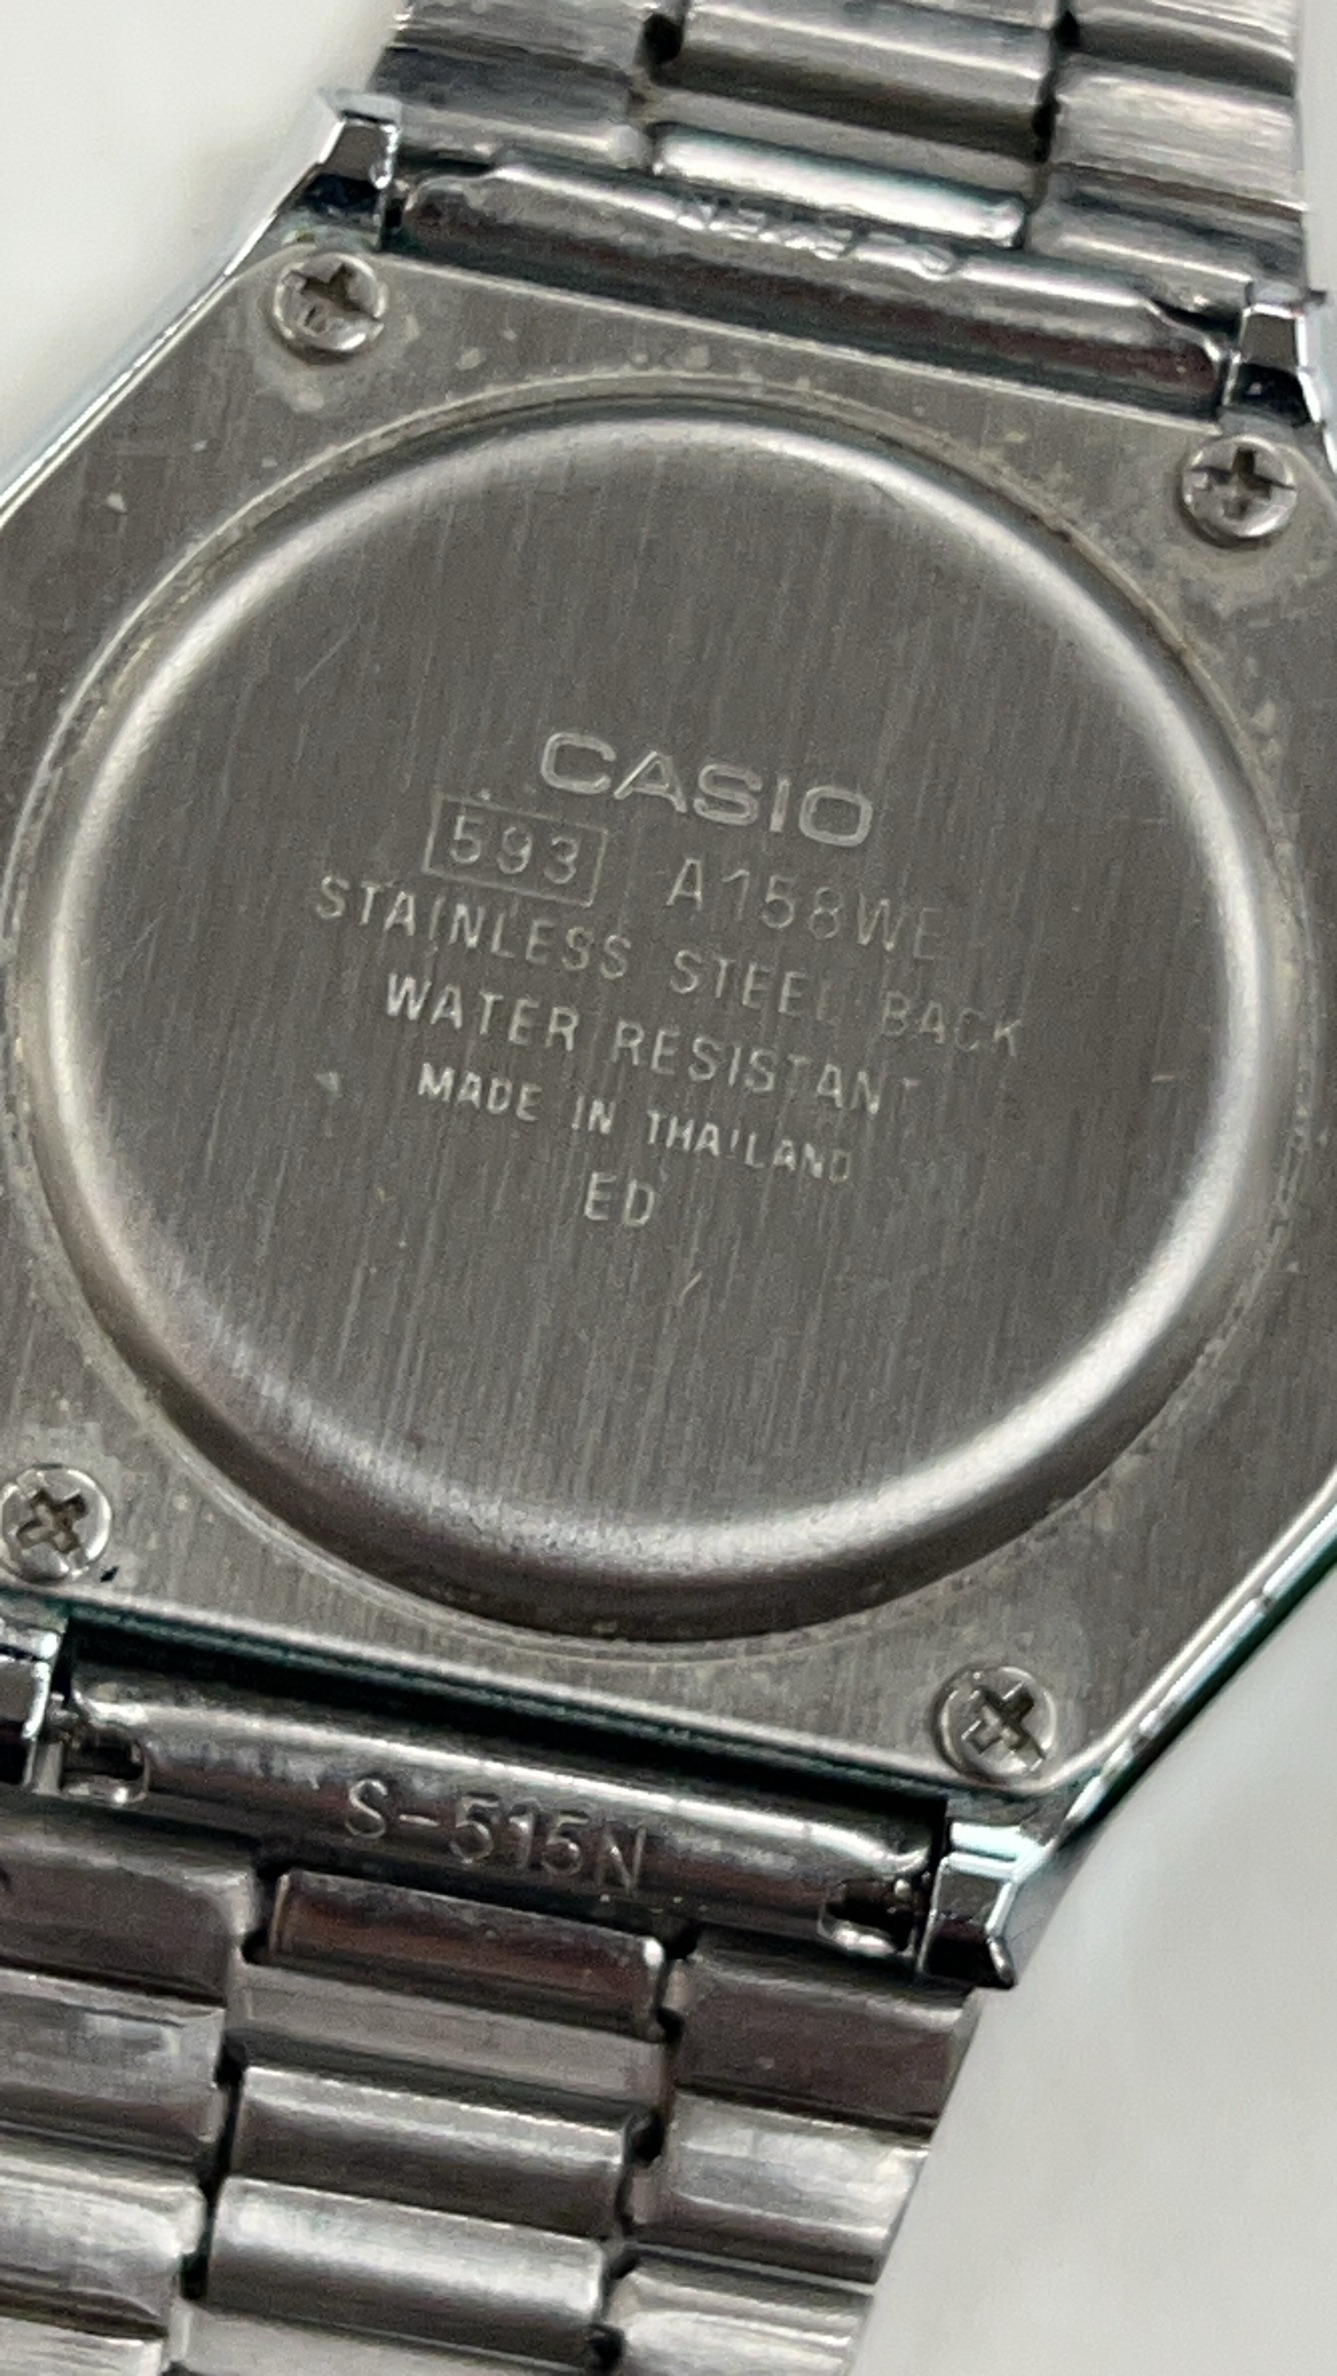 CASIO
593 A158WE
STAINLESS STEEL BACK
WATER RESISTANT
MADE IN THAILAND
ED
S-515N